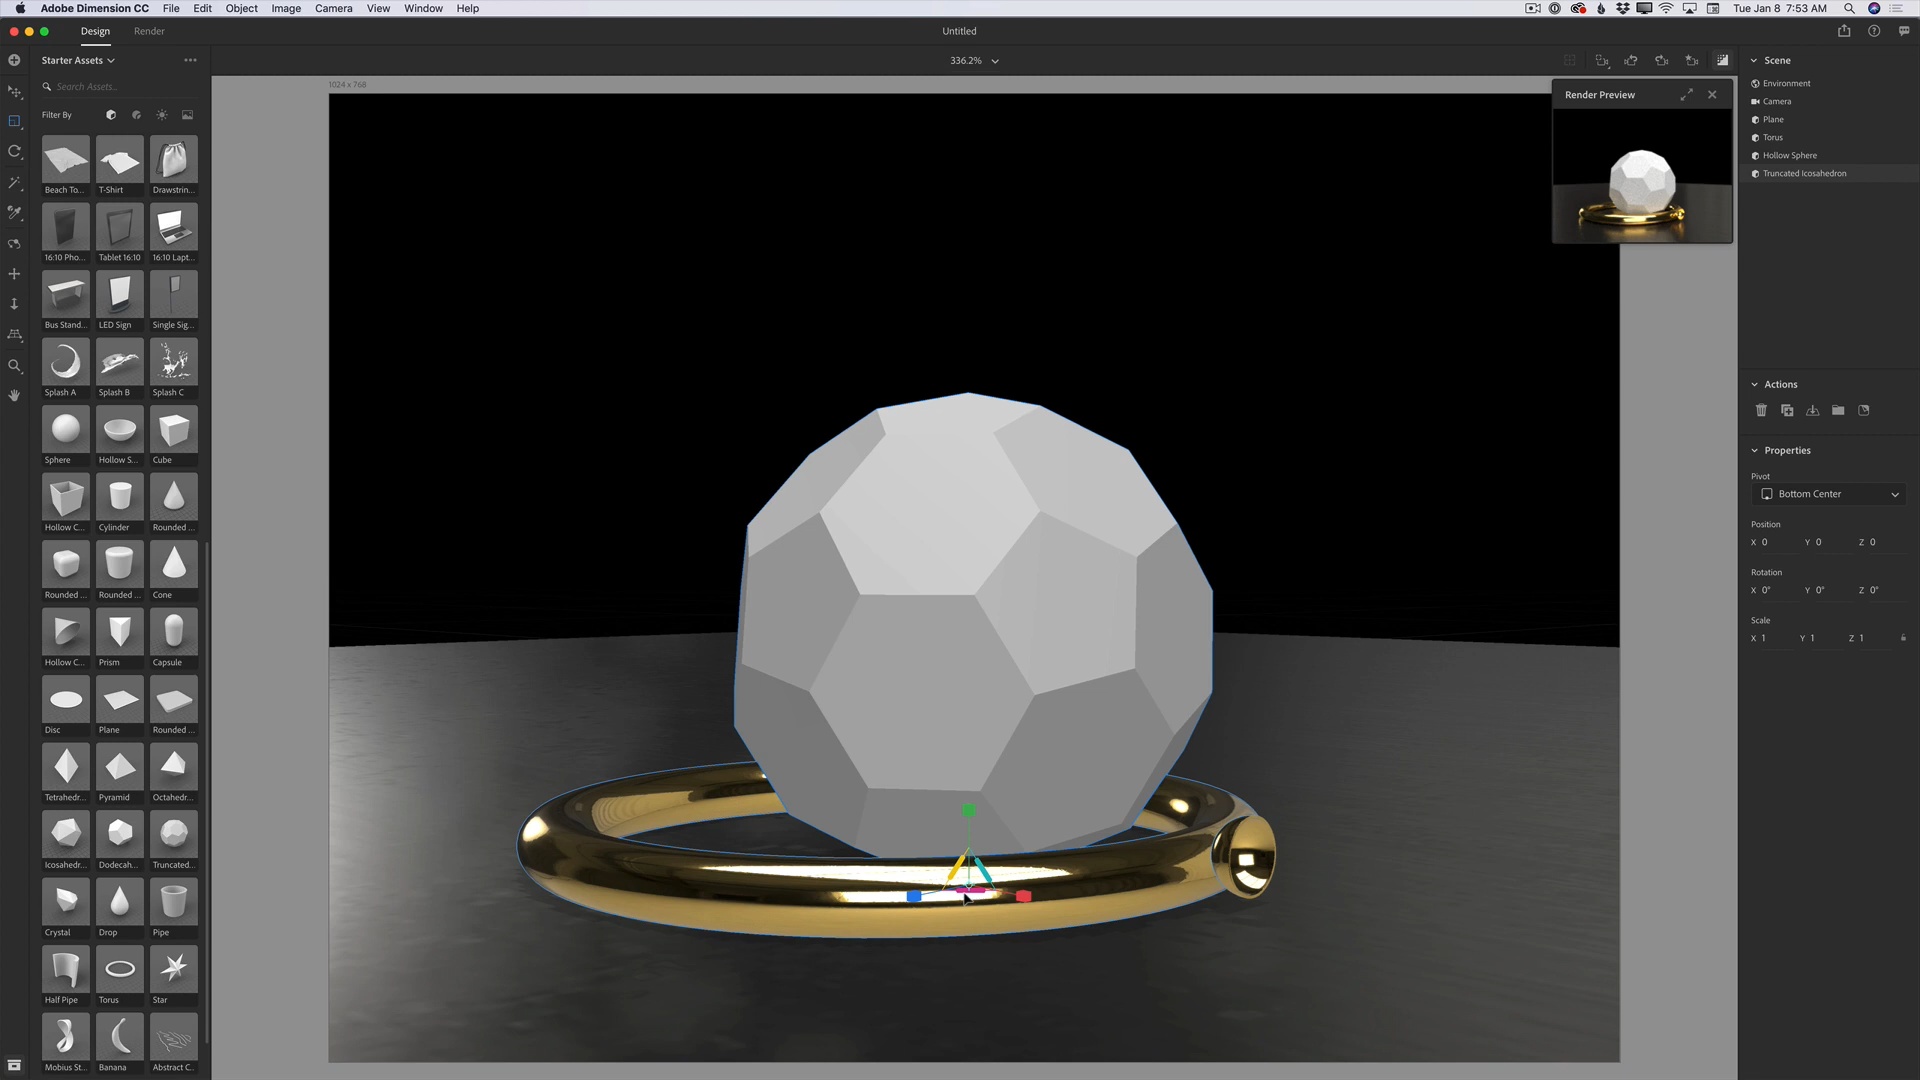 Adobe Dimension CC File Edit Object Image Camera View Window Help
Tue Jan 8 7:53 AM
Design Render
Untitled
Starter Assets
336.2%
Search Assets...
Filter By
Beach To... T-Shirt Drawstrin...
16:10 Pho... Tablet 16:10 16:10 Lapt...
Bus Stand... LED Sign Single Sig...
Splash A Splash B Splash C
Sphere Hollow S... Cube
Hollow C... Cylinder Rounded ...
Rounded ... Rounded ... Cone
Hollow C... Prism Capsule
Disc Plane Rounded ...
Tetrahedr... Pyramid Octahedr...
Icosahedr... Dodecah... Truncated...
Crystal Drop Pipe
Half Pipe Torus Star
Mobius St... Banana Abstract C...
1024 x 768
Render Preview
Scene
Environment
Camera
Plane
Torus
Hollow Sphere
Truncated Icosahedron
Actions
Properties
Pivot
Bottom Center
Position
X 0 Y 0 Z 0
Rotation
X 0° Y 0° Z 0°
Scale
X 1 Y 1 Z 1